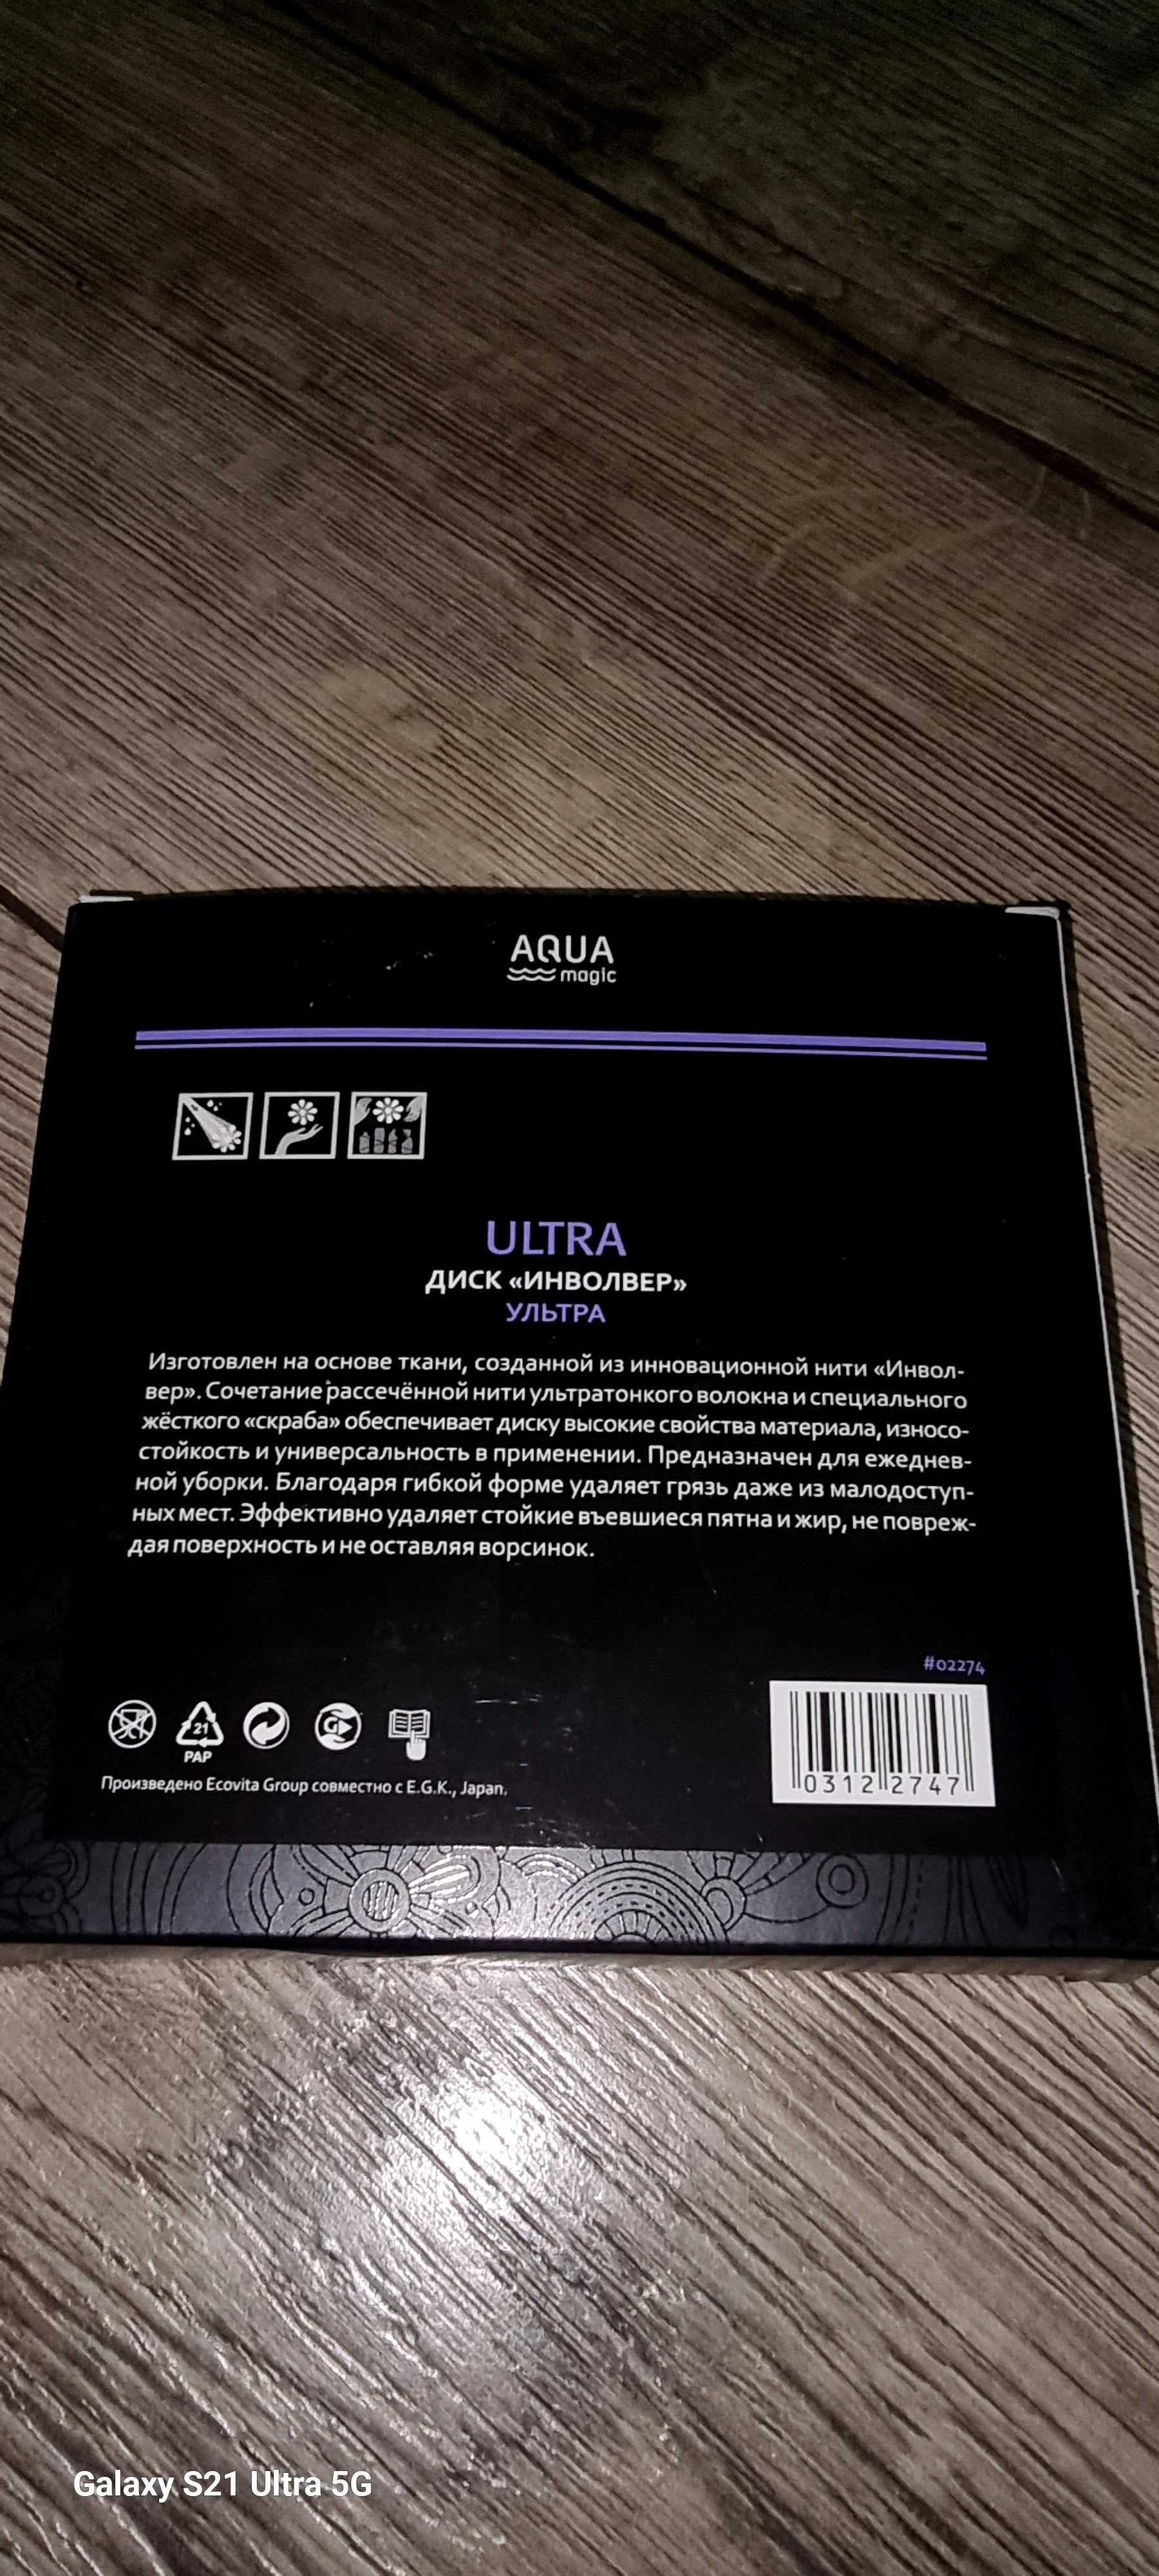 AQUA
magic
ULTRA
ДИСК «ИНВОЛВЕР»
УЛЬТРА
Изготовлен на основе ткани, созданной из инновационной нити «Инвол-
вер». Сочетание рассечённой нити ультратонкого волокна и специального
жёсткого «скраба» обеспечивает диску высокие свойства материала, износо-
стойкость и универсальность в применении. Предназначен для ежеднев-
ной уборки. Благодаря гибкой форме удаляет грязь даже из малодоступ-
ных мест. Эффективно удаляет стойкие въевшиеся пятна и жир, не повреж-
дая поверхность и не оставляя ворсинок.
#02274
21
PAP
Произведено Ecovita Group совместно с E.G.K., Japan.
03122747
Galaxy S21 Ultra 5G